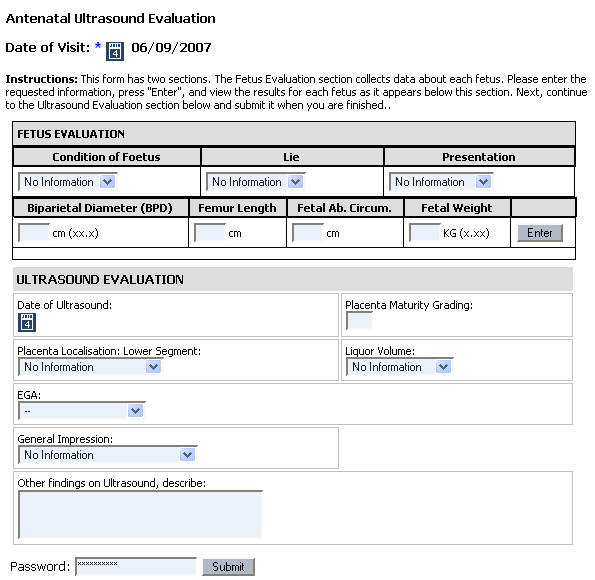 Antenatal Ultrasound Evaluation
Date of Visit: * 4 06/09/2007
Instructions: This form has two sections. The Fetus Evaluation section collects data about each fetus. Please enter the
requested information, press "Enter", and view the results for each fetus as it appears below this section. Next, continue
to the Ultrasound Evaluation section below and submit it when you are finished..
FETUS EVALUATION
Condition of Foetus Lie Presentation
No Information No Information No Information
Biparietal Diameter (BPD) Femur Length Fetal Ab. Circum. Fetal Weight
cm (xx.x) cm cm KG (x.xx) Enter
ULTRASOUND EVALUATION
Date of Ultrasound: Placenta Maturity Grading:
4
Placenta Localisation: Lower Segment: Liquor Volume:
No Information No Information
EGA:
--
General Impression:
No Information
Other findings on Ultrasound, describe:
Password: ********** Submit